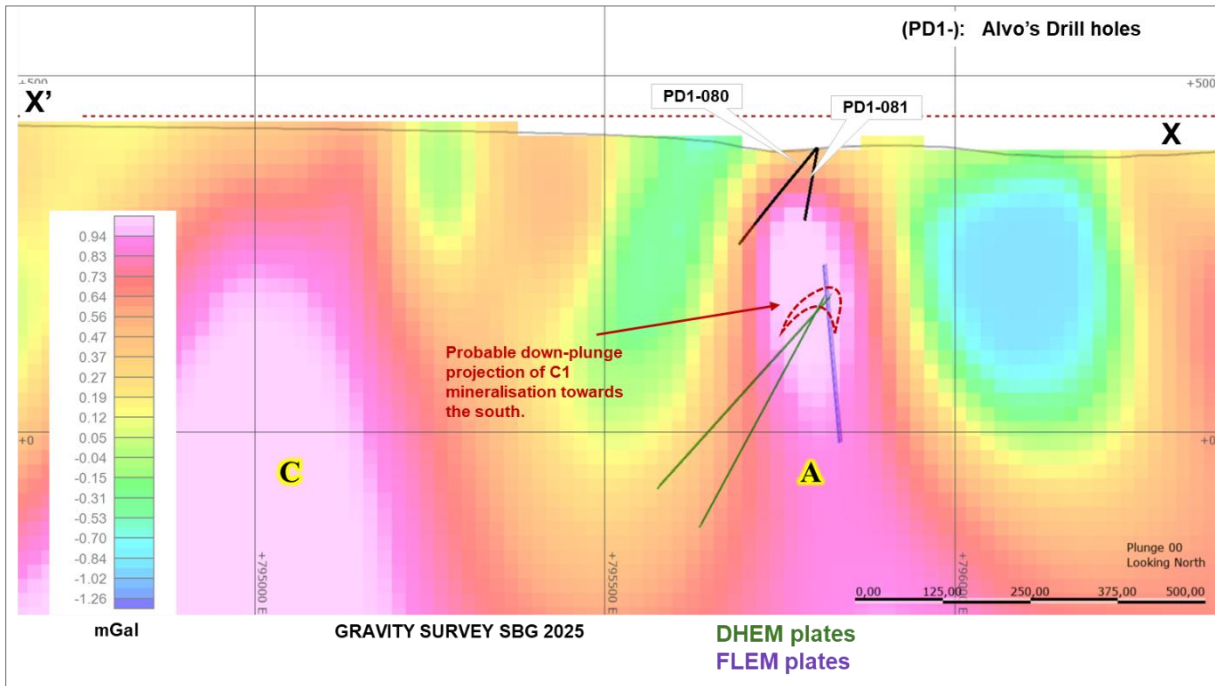 (PD1-): Alvo's Drill holes
+500
+500
X'
PD1-080
PD1-081
X
0.94
0.83
0.73
0.64
0.56
0.47
0.37
0.27
0.19
0.12
0.05
-0.04
-0.15
-0.31
-0.53
-0.70
-0.84
-1.02
-1.26
mGal
Probable down-plunge
projection of C1
mineralisation towards
the south.
+0
+0
C
A
+795000 E
+795500 E
+796000 E
Plunge 00
Looking North
0,00 125,00 250,00 375,00 500,00
GRAVITY SURVEY SBG 2025
DHEM plates
FLEM plates